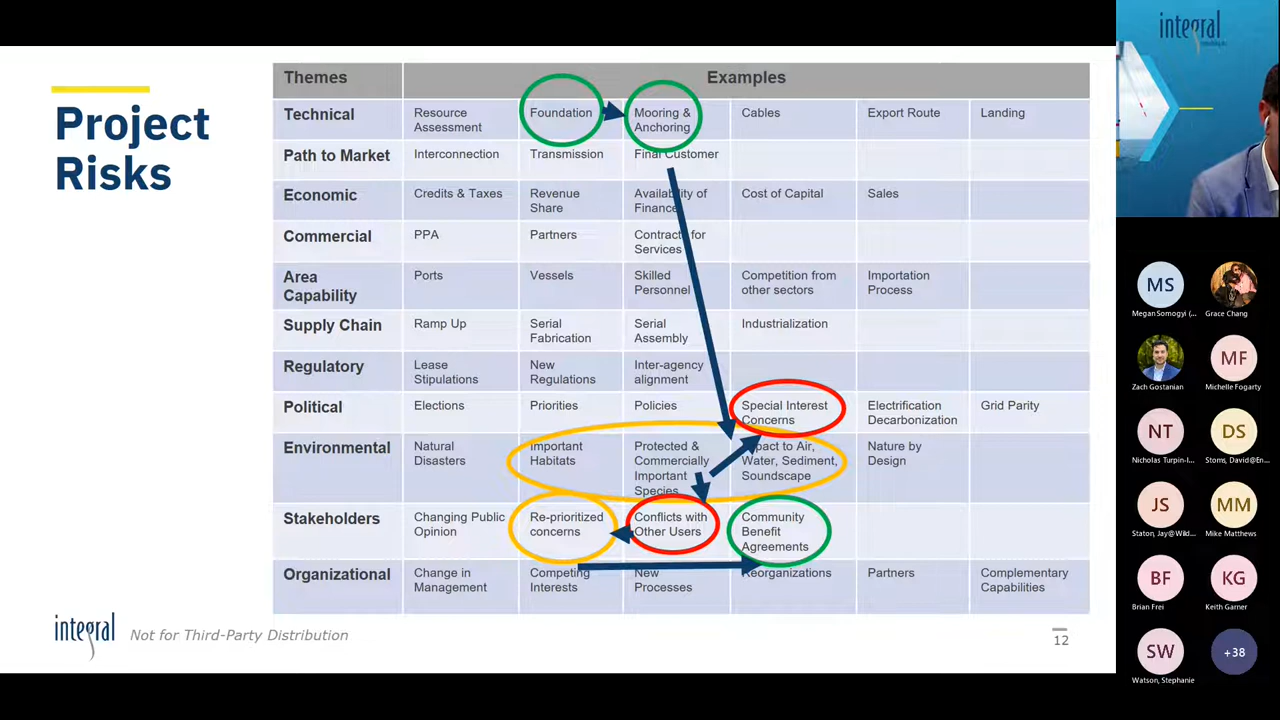 integral
Project
Risks
Themes
Examples
Technical
Resource
Assessment
Foundation
Mooring &
Anchoring
Cables
Export Route
Landing
Path to Market
Interconnection
Transmission
Final Customer
Economic
Credits & Taxes
Revenue
Share
Availability of
Finance
Cost of Capital
Sales
Commercial
PPA
Partners
Contracts for
Services
Area
Capability
Ports
Vessels
Skilled
Personnel
Competition from
other sectors
Importation
Process
Supply Chain
Ramp Up
Serial
Fabrication
Serial
Assembly
Industrialization
Regulatory
Lease
Stipulations
New
Regulations
Inter-agency
alignment
Political
Elections
Priorities
Policies
Special Interest
Concerns
Electrification
Decarbonization
Grid Parity
Environmental
Natural
Disasters
Important
Habitats
Protected &
Commercially
Important
Species
Impact to Air,
Water, Sediment,
Soundscape
Nature by
Design
Stakeholders
Changing Public
Opinion
Re-prioritized
concerns
Conflicts with
Other Users
Community
Benefit
Agreements
Organizational
Change in
Management
Competing
Interests
New
Processes
Reorganizations
Partners
Complementary
Capabilities
integral
Not for Third-Party Distribution
12
MS
Megan Somogyi (...
Grace Chang
Zach Gostanian
MF
Michelle Fogarty
NT
Nicholas Turpin-I...
DS
Stoms, David@En...
JS
Staton, Jay@Wild...
MM
Mike Matthews
BF
Brian Frei
KG
Keith Garner
SW
Watson, Stephanie
+38